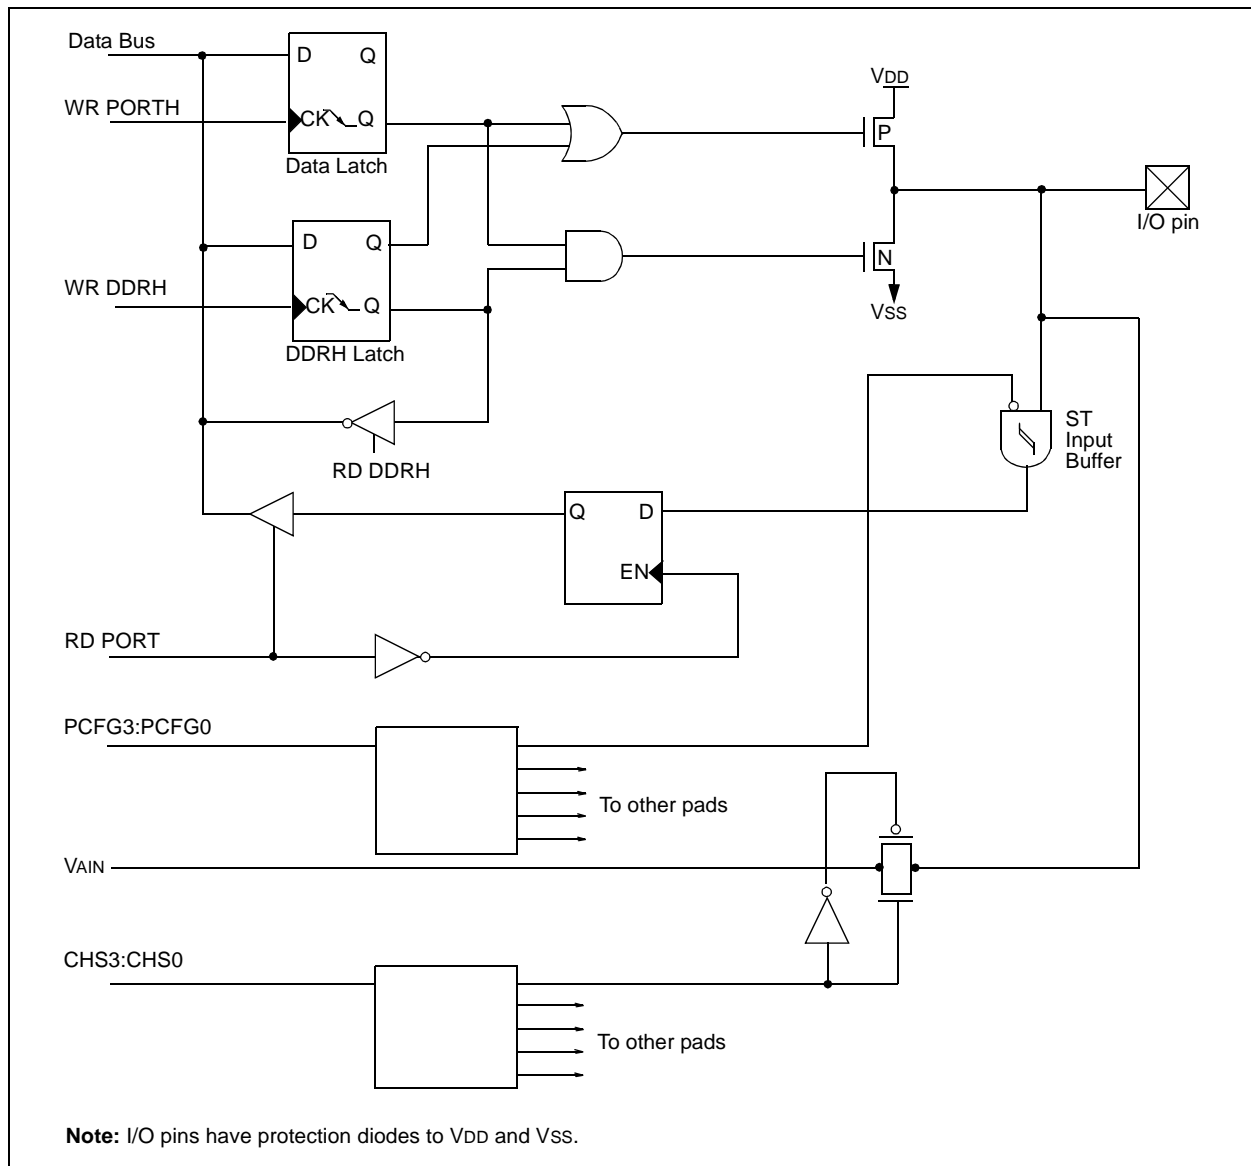 Data Bus
D
Q
VDD
WR PORTH
CK
Q
P
Data Latch
I/O pin
D
Q
N
WR DDRH
CK
Q
VSS
DDRH Latch
ST
Input
Buffer
RD DDRH
Q
D
EN
RD PORT
PCFG3:PCFG0
To other pads
VAIN
CHS3:CHS0
To other pads
Note: I/O pins have protection diodes to VDD and VSS.